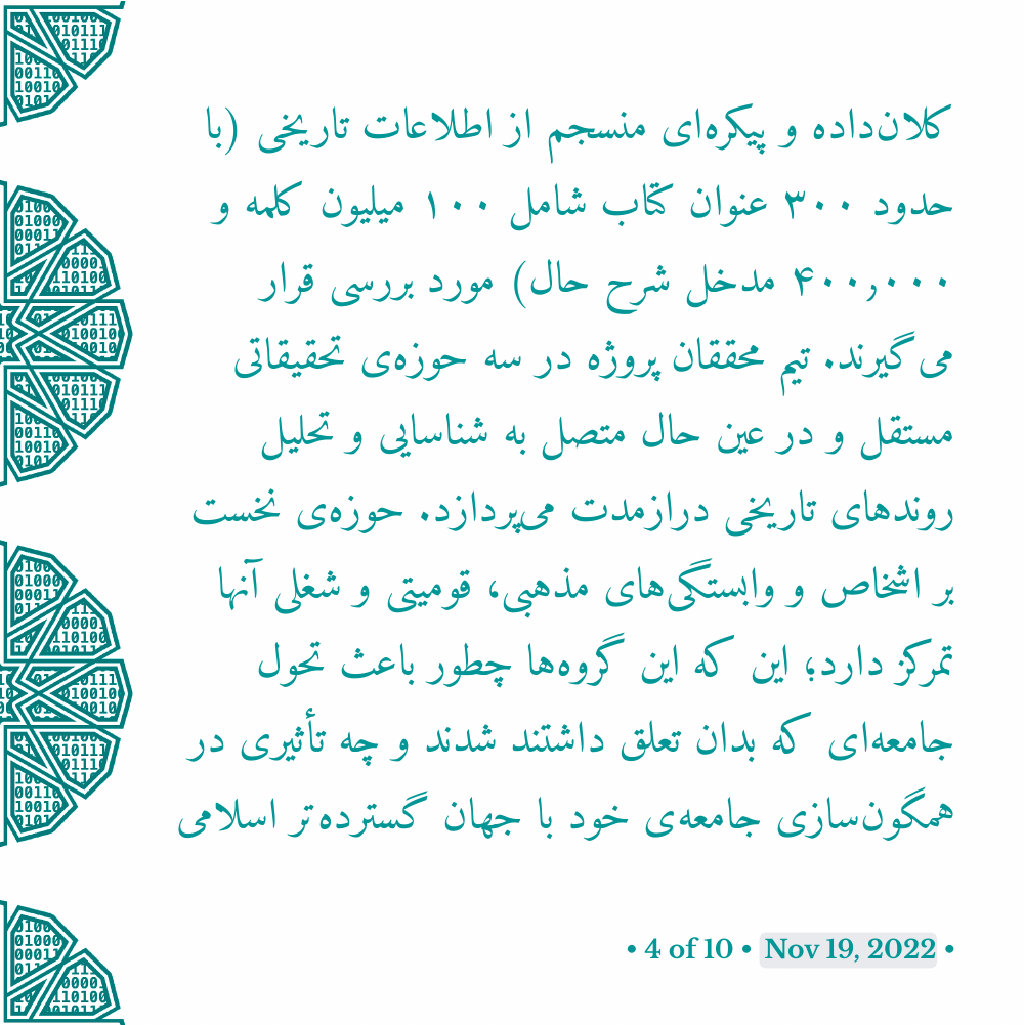 کلان‌داده و پیکره‌ای منسجم از اطلاعات تاریخی (با
حدود ۳۰۰ عنوان کتاب شامل ۱۰۰ میلیون کلمه و
۴۰۰,۰۰۰ مدخل شرح حال) مورد بررسی قرار
می‌گیرند. تیم محققان پروژه در سه حوزه‌ی تحقیقاتی
مستقل و در عین حال متصل به شناسایی و تحلیل
روندهای تاریخی درازمدت می‌پردازد. حوزه‌ی نخست
بر اشخاص و وابستگی‌های مذهبی، قومیتی و شغلی آنها
تمرکز دارد؛ این که این گروه‌ها چطور باعث تحول
جامعه‌ای که بدان تعلق داشتند شدند و چه تأثیری در
همگون‌سازی جامعه‌ی خود با جهان گسترده‌تر اسلامی
• 4 of 10 • Nov 19, 2022 •